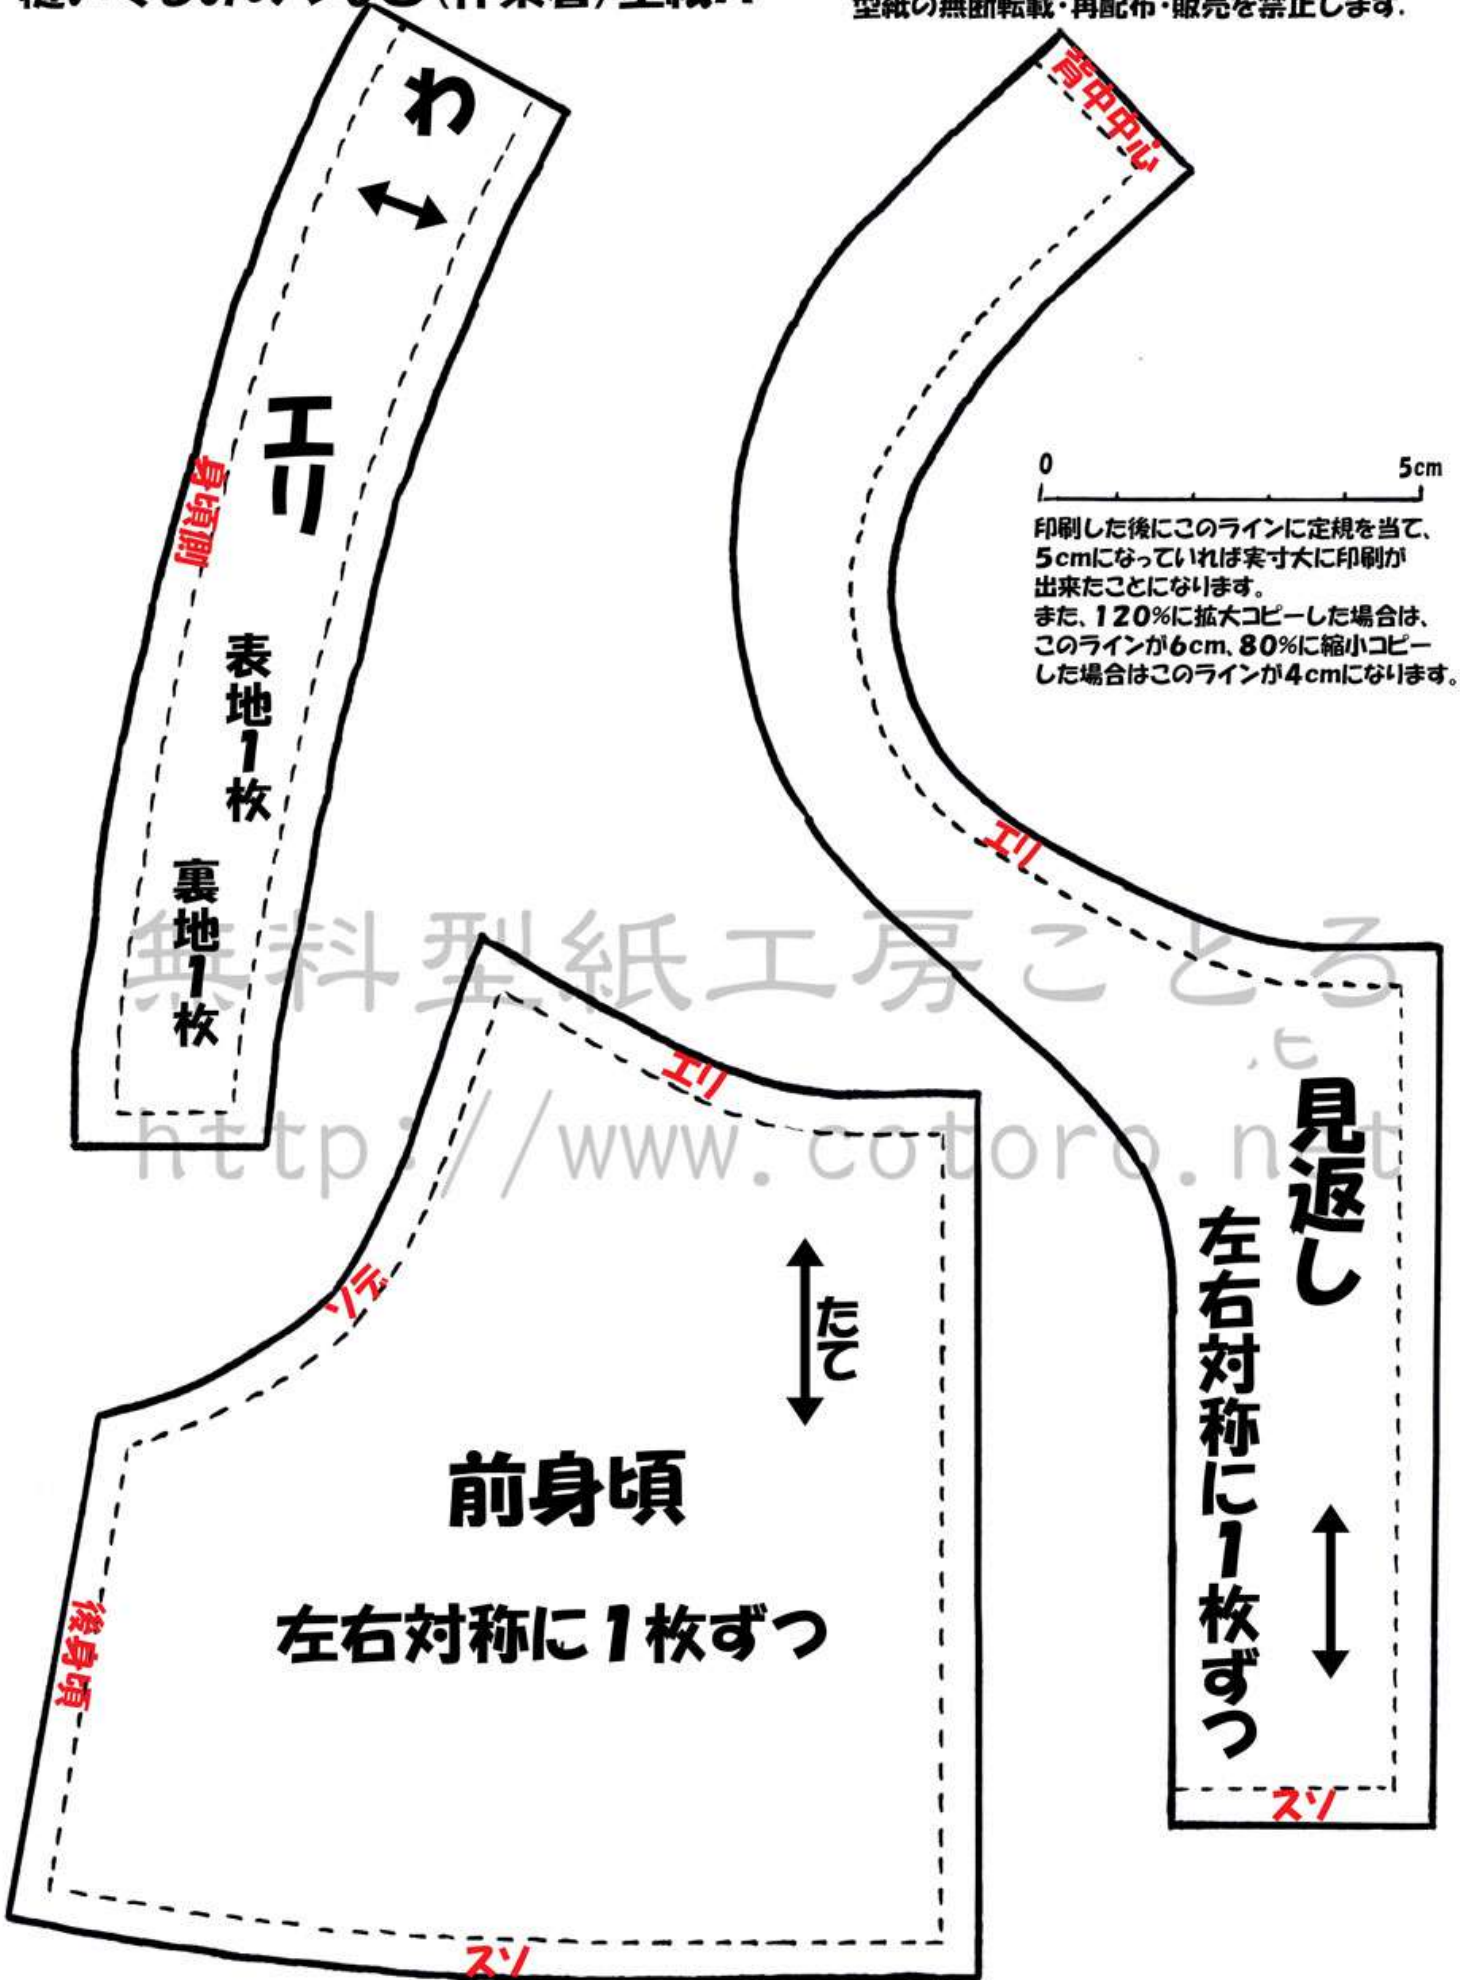 型紙の無断転載・再配布・販売を禁止します.
わ
背中中心
エリ
身頃側
表地1枚
裏地1枚
0 5cm
印刷した後にこのラインに定規を当て、
5cmになっていれば実寸大に印刷が
出来たことになります。
また、120%に拡大コピーした場合は、
このラインが6cm、80%に縮小コピー
した場合はこのラインが4cmになります。
エリ
無料型紙工房ことろ
http://www.cotoro.net
エリ
ソデ
たて
前身頃
左右対称に1枚ずつ
後身頃
スソ
見返し
左右対称に1枚ずつ
スソ